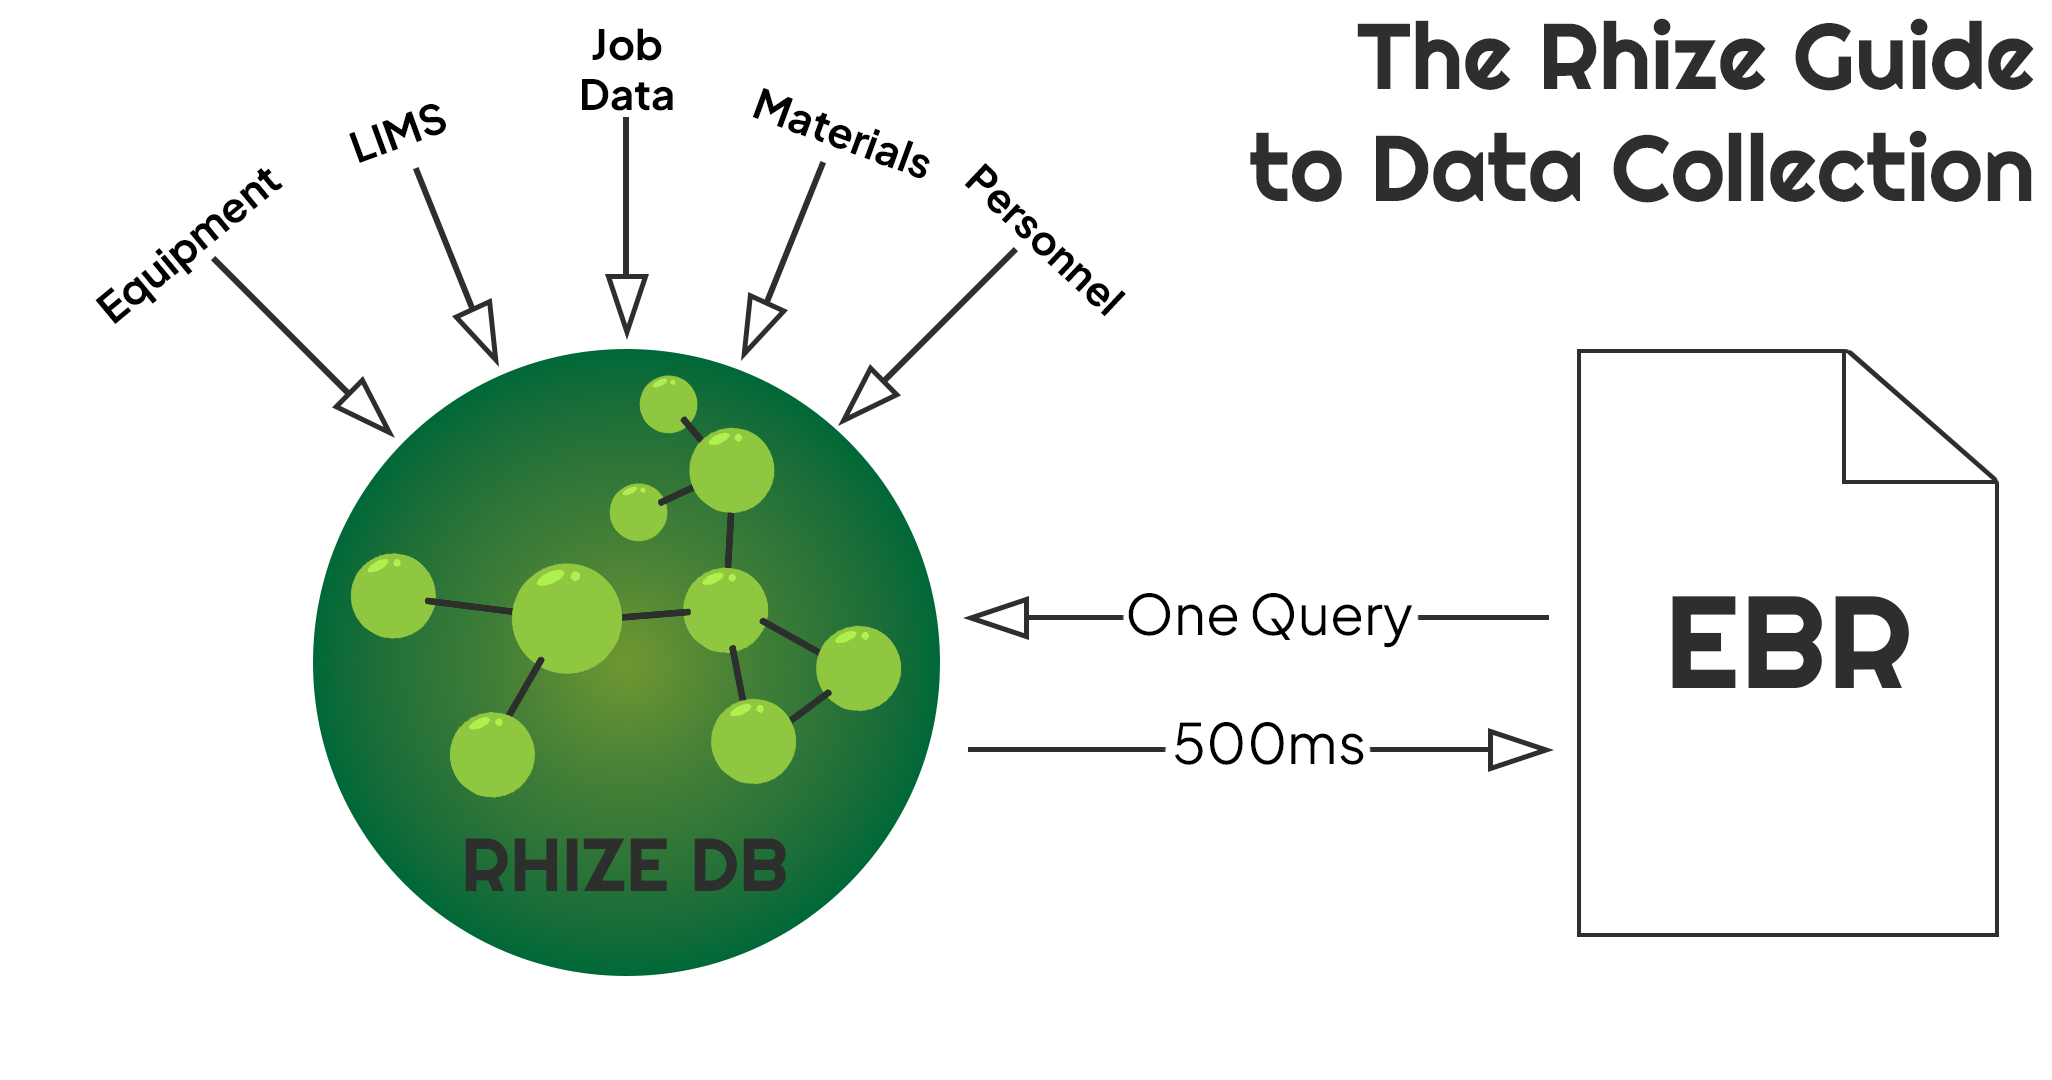 The Rhize Guide
to Data Collection
Equipment
LIMS
Job
Data
Materials
Personnel
One Query
500ms
EBR
RHIZE DB